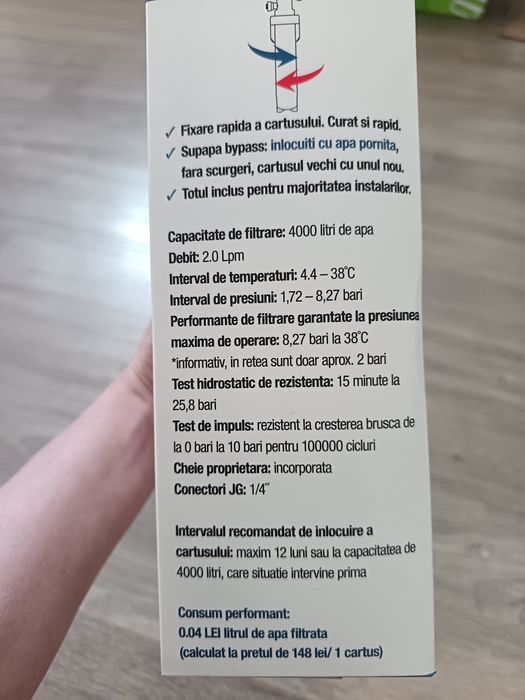 ✓ Fixare rapida a cartusului. Curat si rapid.
✓ Supapa bypass: inlocuiti cu apa pornita,
fara scurgeri, cartusul vechi cu unul nou.
✓ Totul inclus pentru majoritatea instalarilor.
Capacitate de filtrare: 4000 litri de apa
Debit: 2.0 Lpm
Interval de temperaturi: 4.4 – 38°C
Interval de presiuni: 1,72 – 8,27 bari
Performante de filtrare garantate la presiunea
maxima de operare: 8,27 bari la 38°C
*informativ, in retea sunt doar aprox. 2 bari
Test hidrostatic de rezistenta: 15 minute la
25,8 bari
Test de impuls: rezistent la cresterea brusca de
la 0 bari la 10 bari pentru 100000 cicluri
Cheie proprietara: incorporata
Conectori JG: 1/4"
Intervalul recomandat de inlocuire a
cartusului: maxim 12 luni sau la capacitatea de
4000 litri, care situatie intervine prima
Consum performant:
0.04 LEI litrul de apa filtrata
(calculat la pretul de 148 lei/ 1 cartus)